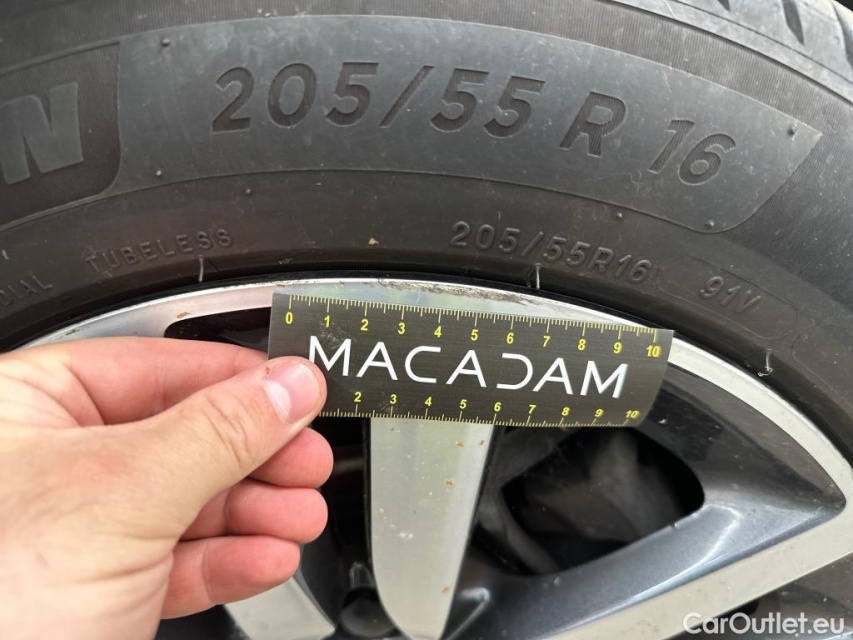 N
205/55 R 16
DIAL TUBELESS
205/55R16 91V
0 1 2 3 4 5 6 7 8 9 10
MACADAM
2 3 4 5 6 7 8 9 10
CarOutlet.eu